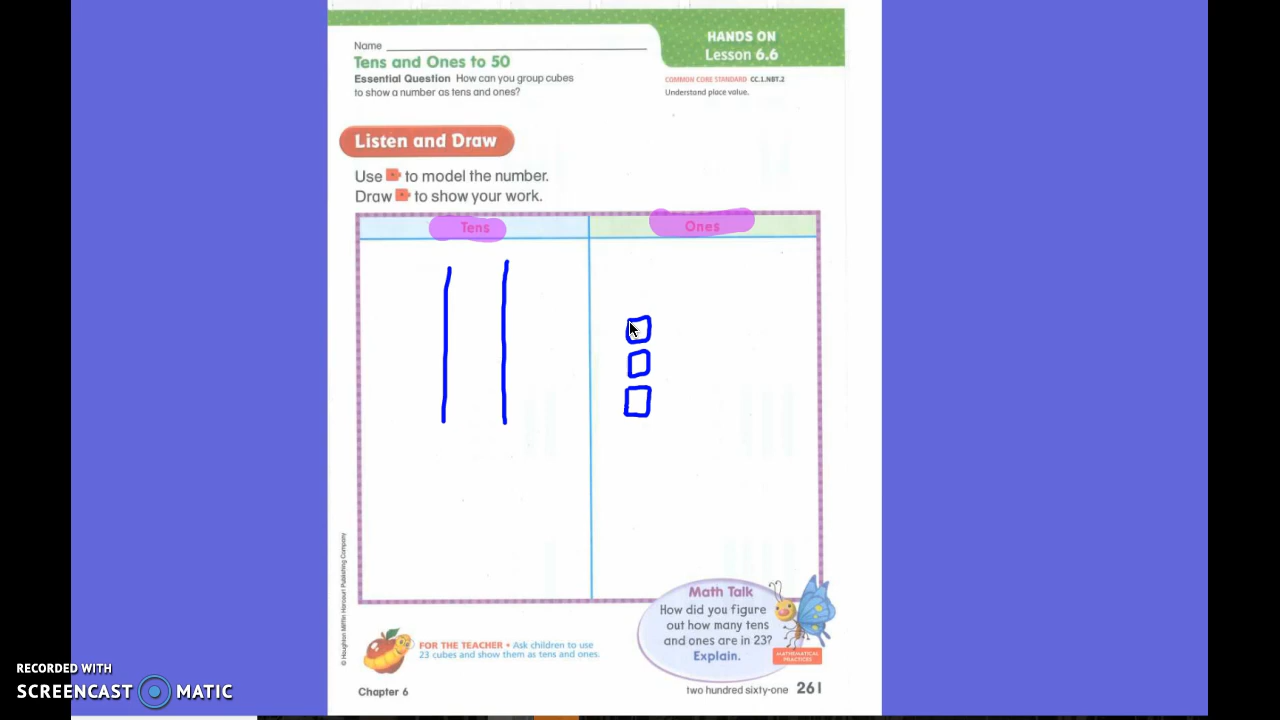 HANDS ON
Lesson 6.6
Name
Tens and Ones to 50
Essential Question How can you group cubes
to show a number as tens and ones?
COMMON CORE STANDARD CC.1.NBT.2
Understand place value.
Listen and Draw
Use to model the number.
Draw to show your work.
Tens
Ones
Math Talk
How did you figure
out how many tens
and ones are in 23?
Explain.
MATHEMATICAL
PRACTICES
FOR THE TEACHER • Ask children to use
23 cubes and show them as tens and ones.
© Houghton Mifflin Harcourt Publishing Company
Chapter 6
two hundred sixty-one 261
RECORDED WITH
SCREENCAST MATIC